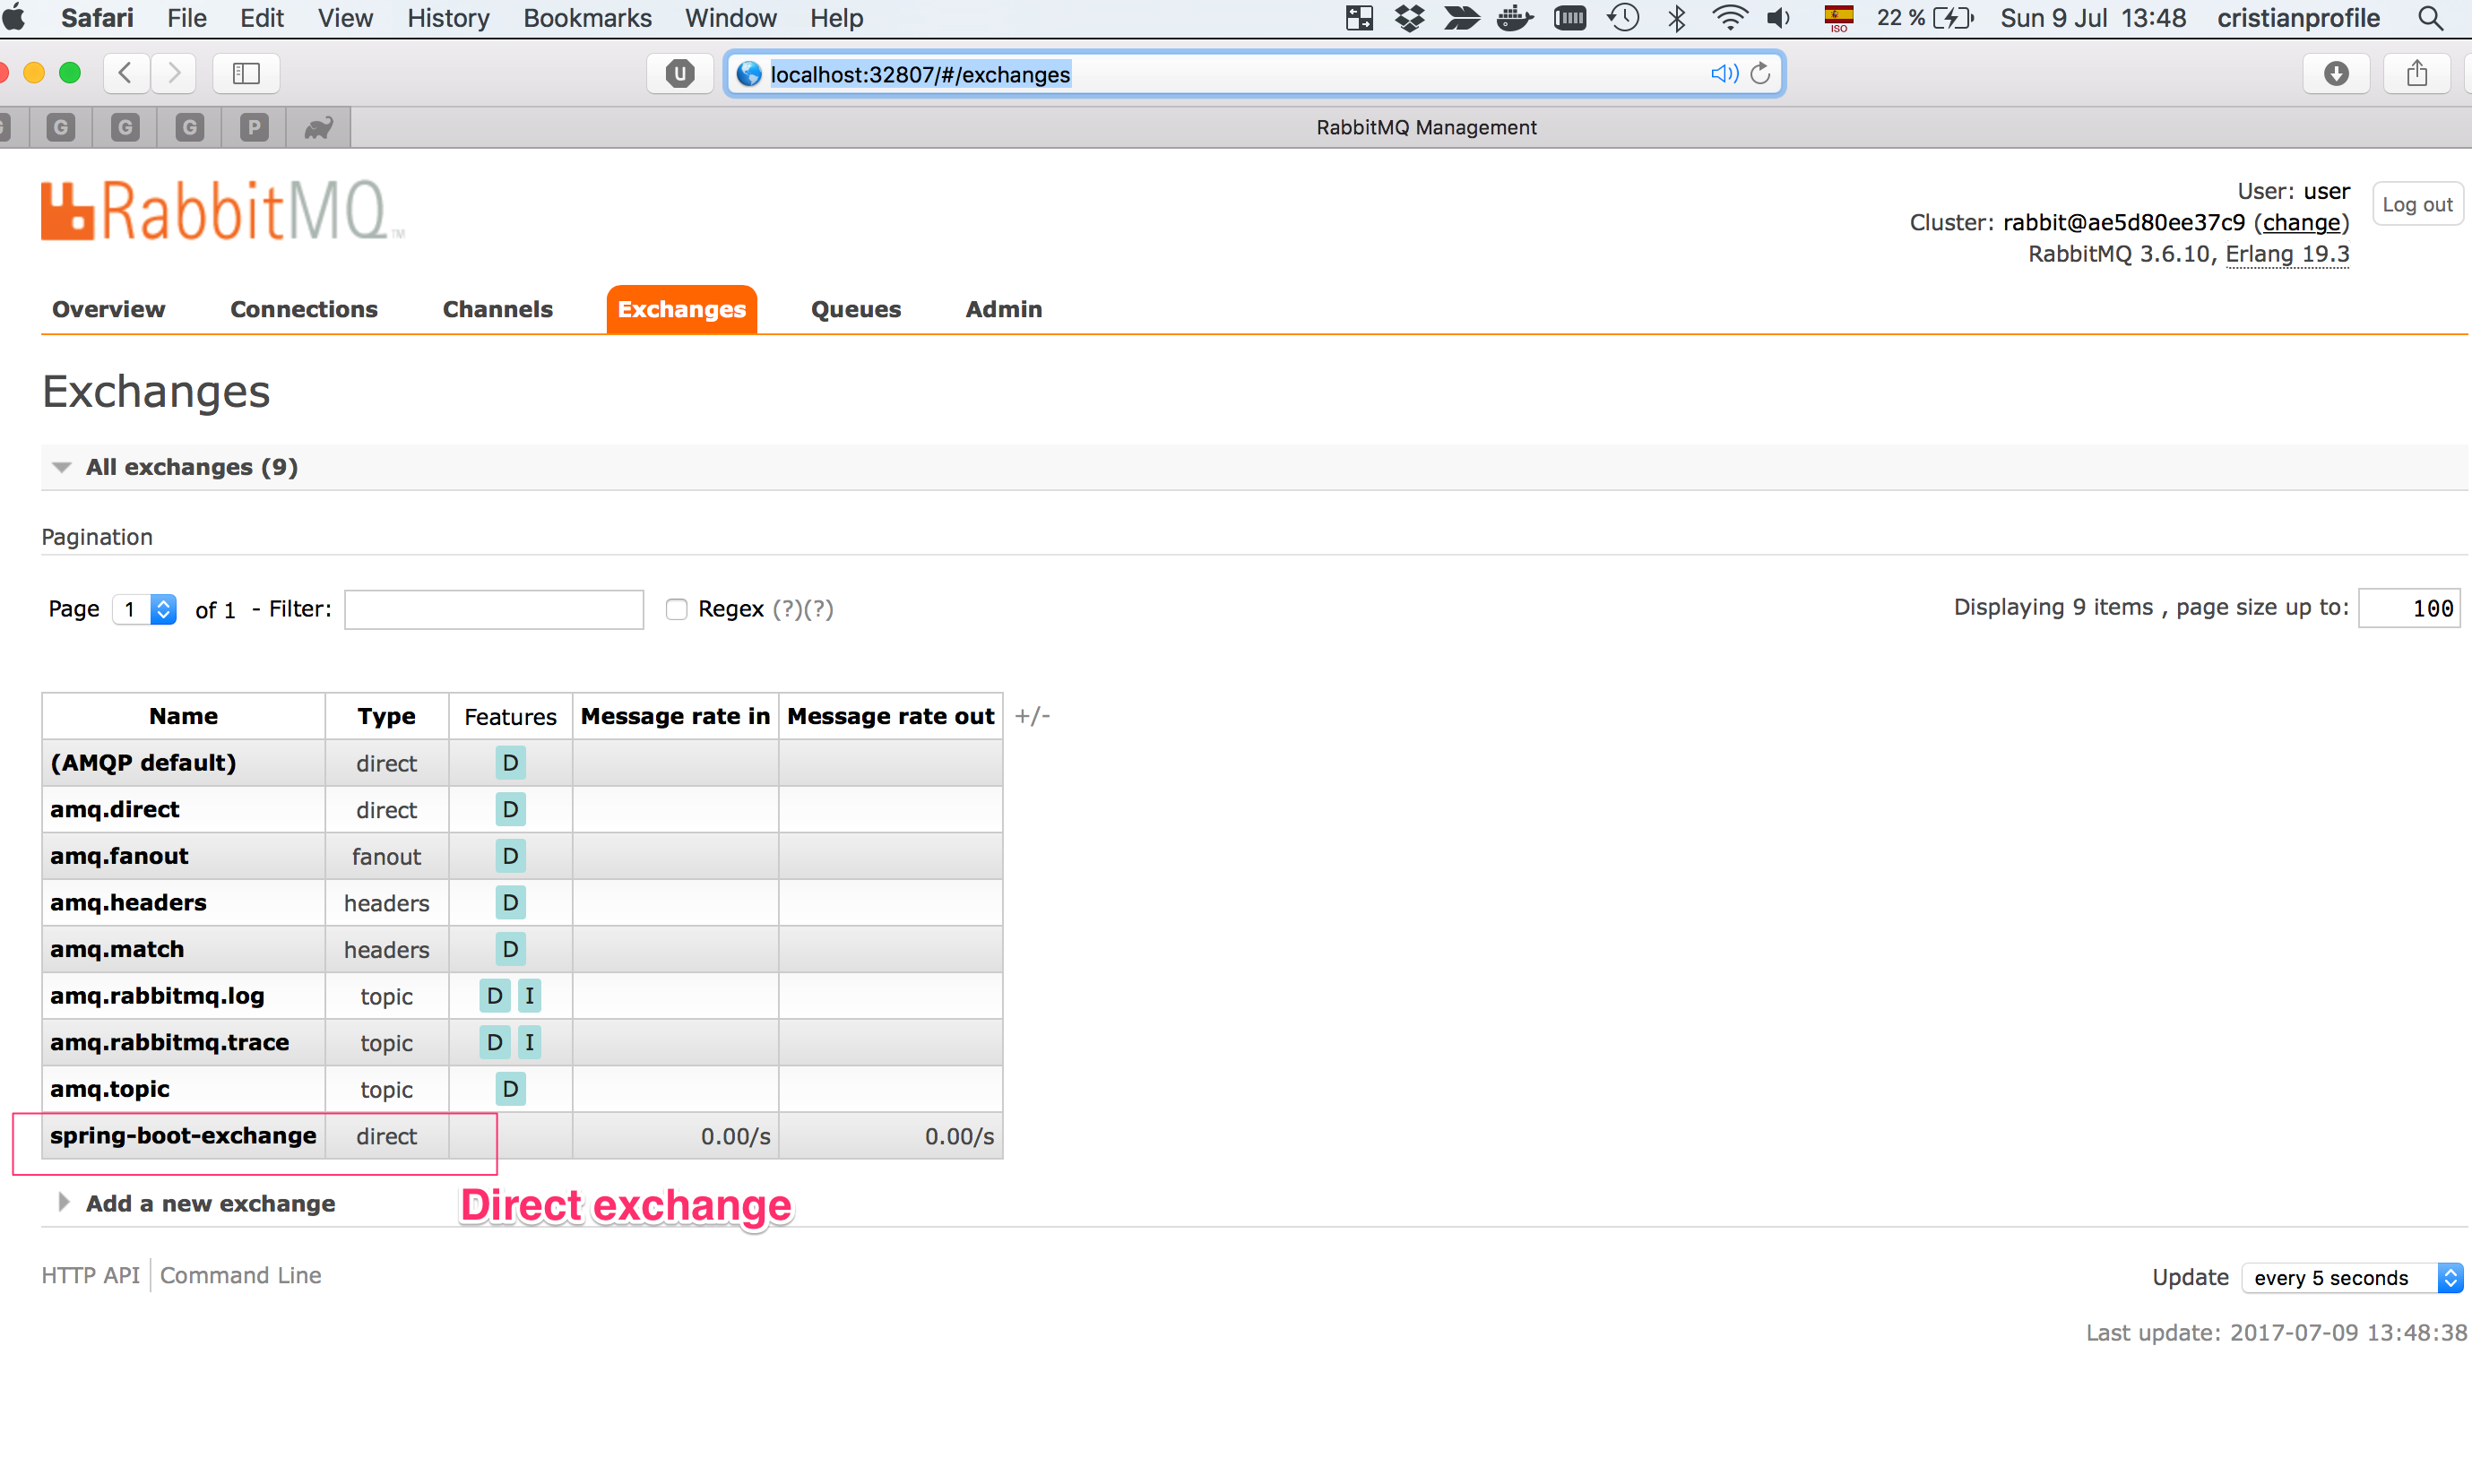 Safari File Edit View History Bookmarks Window Help ISO 22 % Sun 9 Jul 13:48 cristianprofile
U localhost:32807/#/exchanges
G G G P RabbitMQ Management
RabbitMQ TM
User: user
Log out
Cluster: rabbit@ae5d80ee37c9 (change)
RabbitMQ 3.6.10, Erlang 19.3
Overview Connections Channels Exchanges Queues Admin
Exchanges
All exchanges (9)
Pagination
Page 1 of 1 - Filter: Regex (?)(?) Displaying 9 items , page size up to: 100
Name Type Features Message rate in Message rate out +/-
(AMQP default) direct D
amq.direct direct D
amq.fanout fanout D
amq.headers headers D
amq.match headers D
amq.rabbitmq.log topic D I
amq.rabbitmq.trace topic D I
amq.topic topic D
spring-boot-exchange direct 0.00/s 0.00/s
Add a new exchange
Direct exchange
HTTP API Command Line
Update every 5 seconds
Last update: 2017-07-09 13:48:38